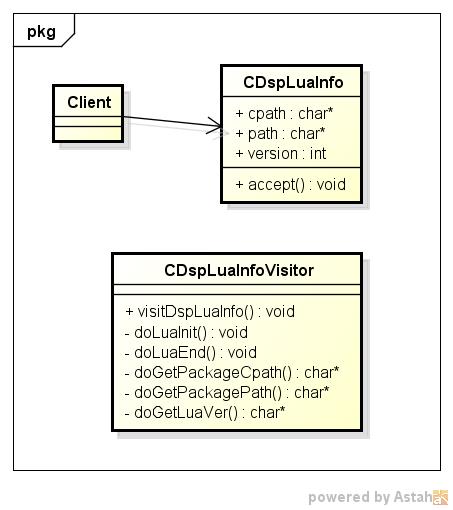 pkg
Client
CDspLuaInfo
+ cpath : char*
+ path : char*
+ version : int
+ accept() : void
CDspLuaInfoVisitor
+ visitDspLuaInfo() : void
- doLuaInit() : void
- doLuaEnd() : void
- doGetPackageCpath() : char*
- doGetPackagePath() : char*
- doGetLuaVer() : char*
powered by Astah